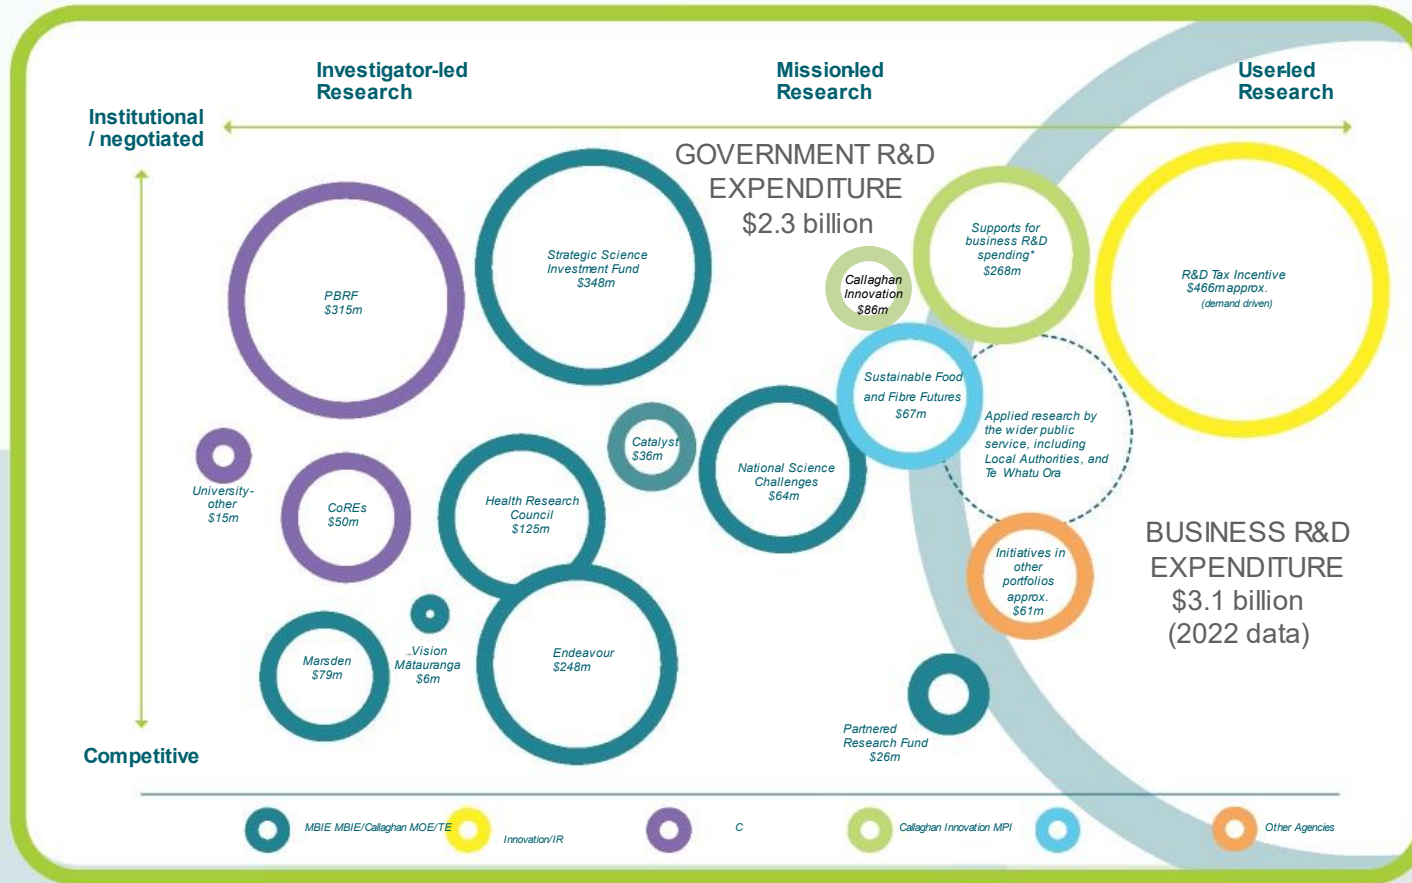 Investigator-led
Research
Mission-led
Research
User-led
Research
Institutional
/ negotiated
GOVERNMENT R&D
EXPENDITURE
$2.3 billion
Strategic Science
Investment Fund
$348m
PBRF
$315m
Callaghan
Innovation
$86m
Supports for
business R&D
spending*
$268m
R&D Tax Incentive
$466m approx.
(demand driven)
Sustainable Food
and Fibre Futures
$67m
Applied research by
the wider public
service, including
Local Authorities, and
Te Whatu Ora
Catalyst
$36m
National Science
Challenges
$64m
University-
other
$15m
CoREs
$50m
Health Research
Council
$125m
Initiatives in
other
portfolios
approx.
$61m
BUSINESS R&D
EXPENDITURE
$3.1 billion
(2022 data)
Marsden
$79m
Vision
Mātauranga
$6m
Endeavour
$248m
Partnered
Research Fund
$26m
Competitive
MBIE MBIE/Callaghan MOE/TE
Innovation/IR
C
Callaghan Innovation MPI
Other Agencies